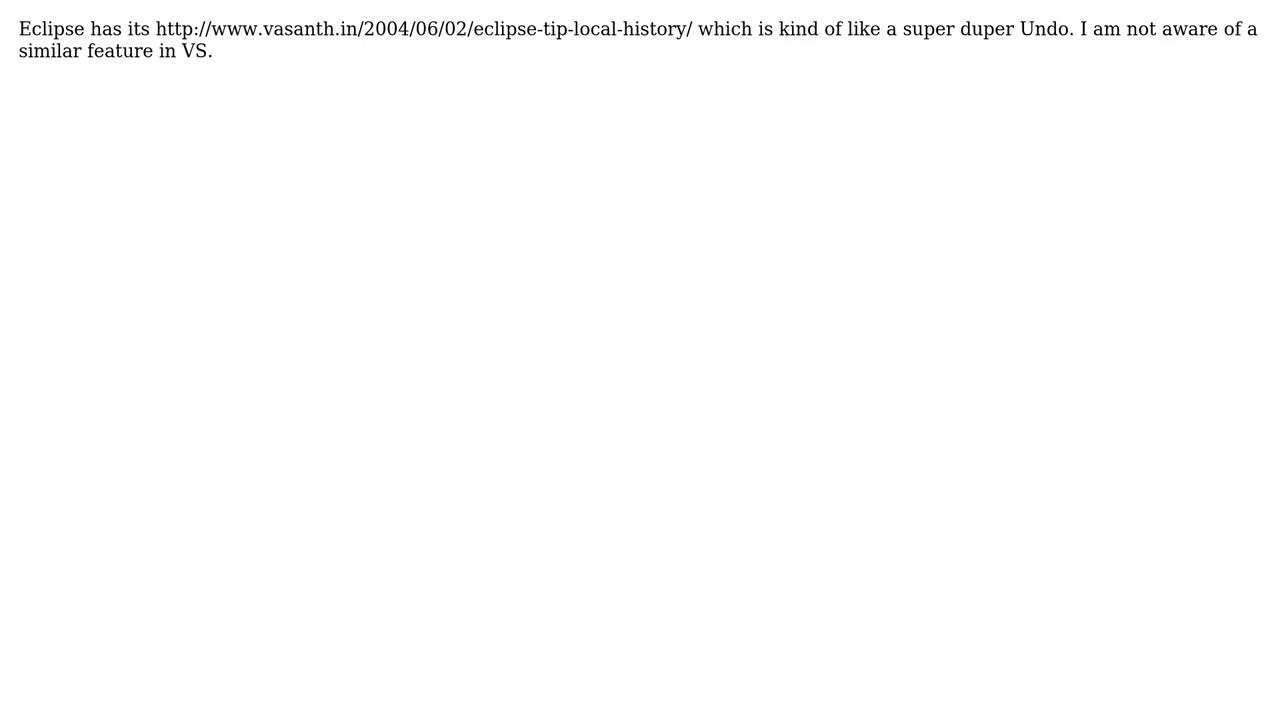 Eclipse has its http://www.vasanth.in/2004/06/02/eclipse-tip-local-history/ which is kind of like a super duper Undo. I am not aware of a
similar feature in VS.